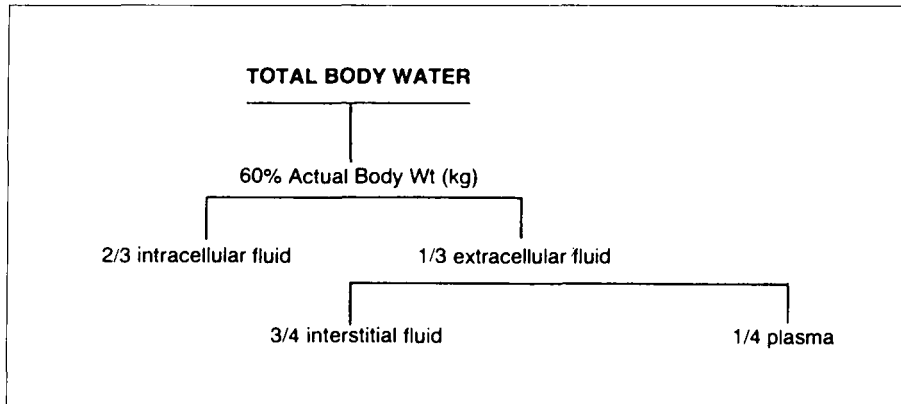 TOTAL BODY WATER
60% Actual Body Wt (kg)
2/3 intracellular fluid 1/3 extracellular fluid
3/4 interstitial fluid 1/4 plasma